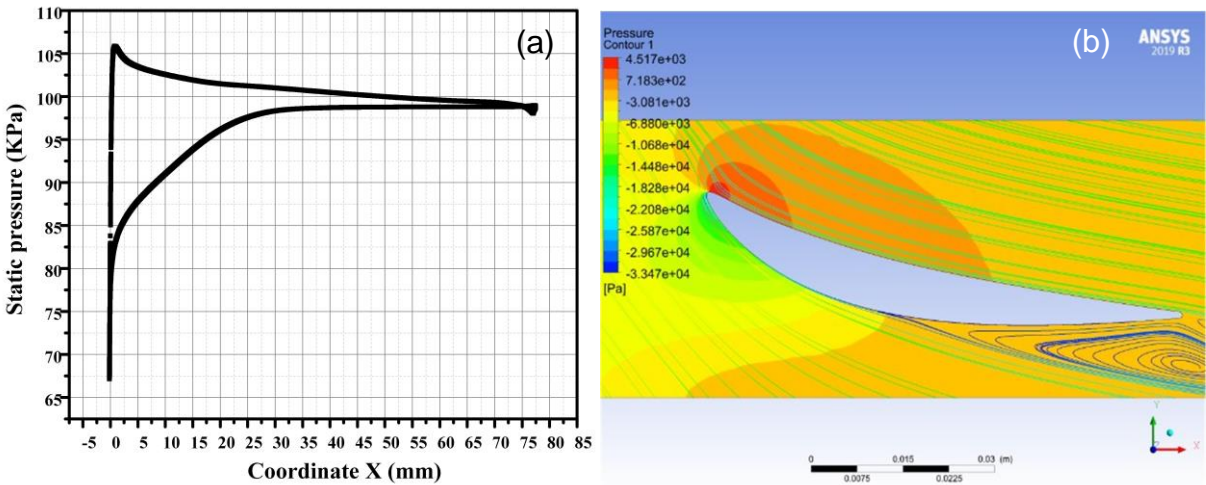 (a)
Static pressure (KPa)
110
105
100
95
90
85
80
75
70
65
-5 0 5 10 15 20 25 30 35 40 45 50 55 60 65 70 75 80 85
Coordinate X (mm)
(b)
Pressure
Contour 1
4.517e+03
7.183e+02
-3.081e+03
-6.880e+03
-1.068e+04
-1.448e+04
-1.828e+04
-2.208e+04
-2.587e+04
-2.967e+04
-3.347e+04
[Pa]
ANSYS
2019 R3
Y
Z
X
0 0.015 0.03 (m)
0.0075 0.0225